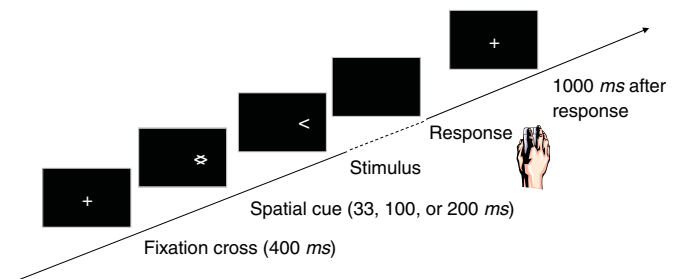 1000 ms after
response
Response
Stimulus
Spatial cue (33, 100, or 200 ms)
Fixation cross (400 ms)